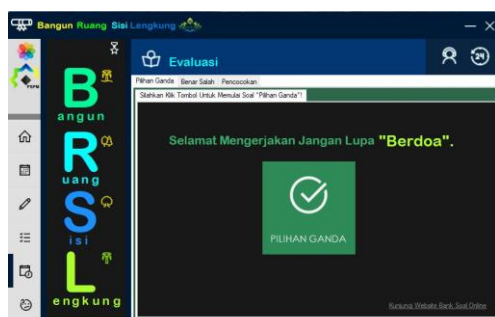 Bangun Ruang Sisi Lengkung
Evaluasi
Pilihan Ganda Benar Salah Pencocokan
Silahkan Klik Tombol Untuk Memulai Soal "Pilihan Ganda"!
B
angun
R
uang
S
isi
L
engkung
Selamat Mengerjakan Jangan Lupa "Berdoa".
PILIHAN GANDA
Kunjungi Website Bank Soal Online
24